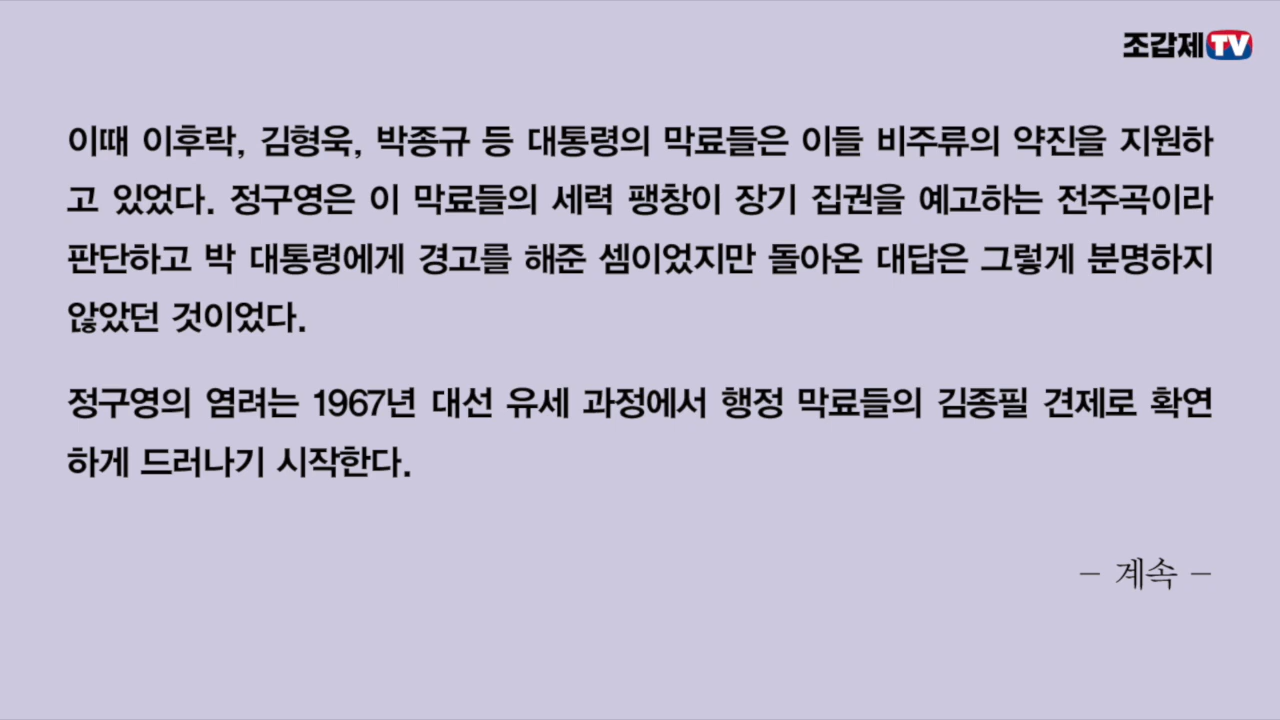 조갑제TV
이때 이후락, 김형욱, 박종규 등 대통령의 막료들은 이들 비주류의 약진을 지원하
고 있었다. 정구영은 이 막료들의 세력 팽창이 장기 집권을 예고하는 전주곡이라
판단하고 박 대통령에게 경고를 해준 셈이었지만 돌아온 대답은 그렇게 분명하지
않았던 것이었다.
정구영의 염려는 1967년 대선 유세 과정에서 행정 막료들의 김종필 견제로 확연
하게 드러나기 시작한다.
– 계속 –